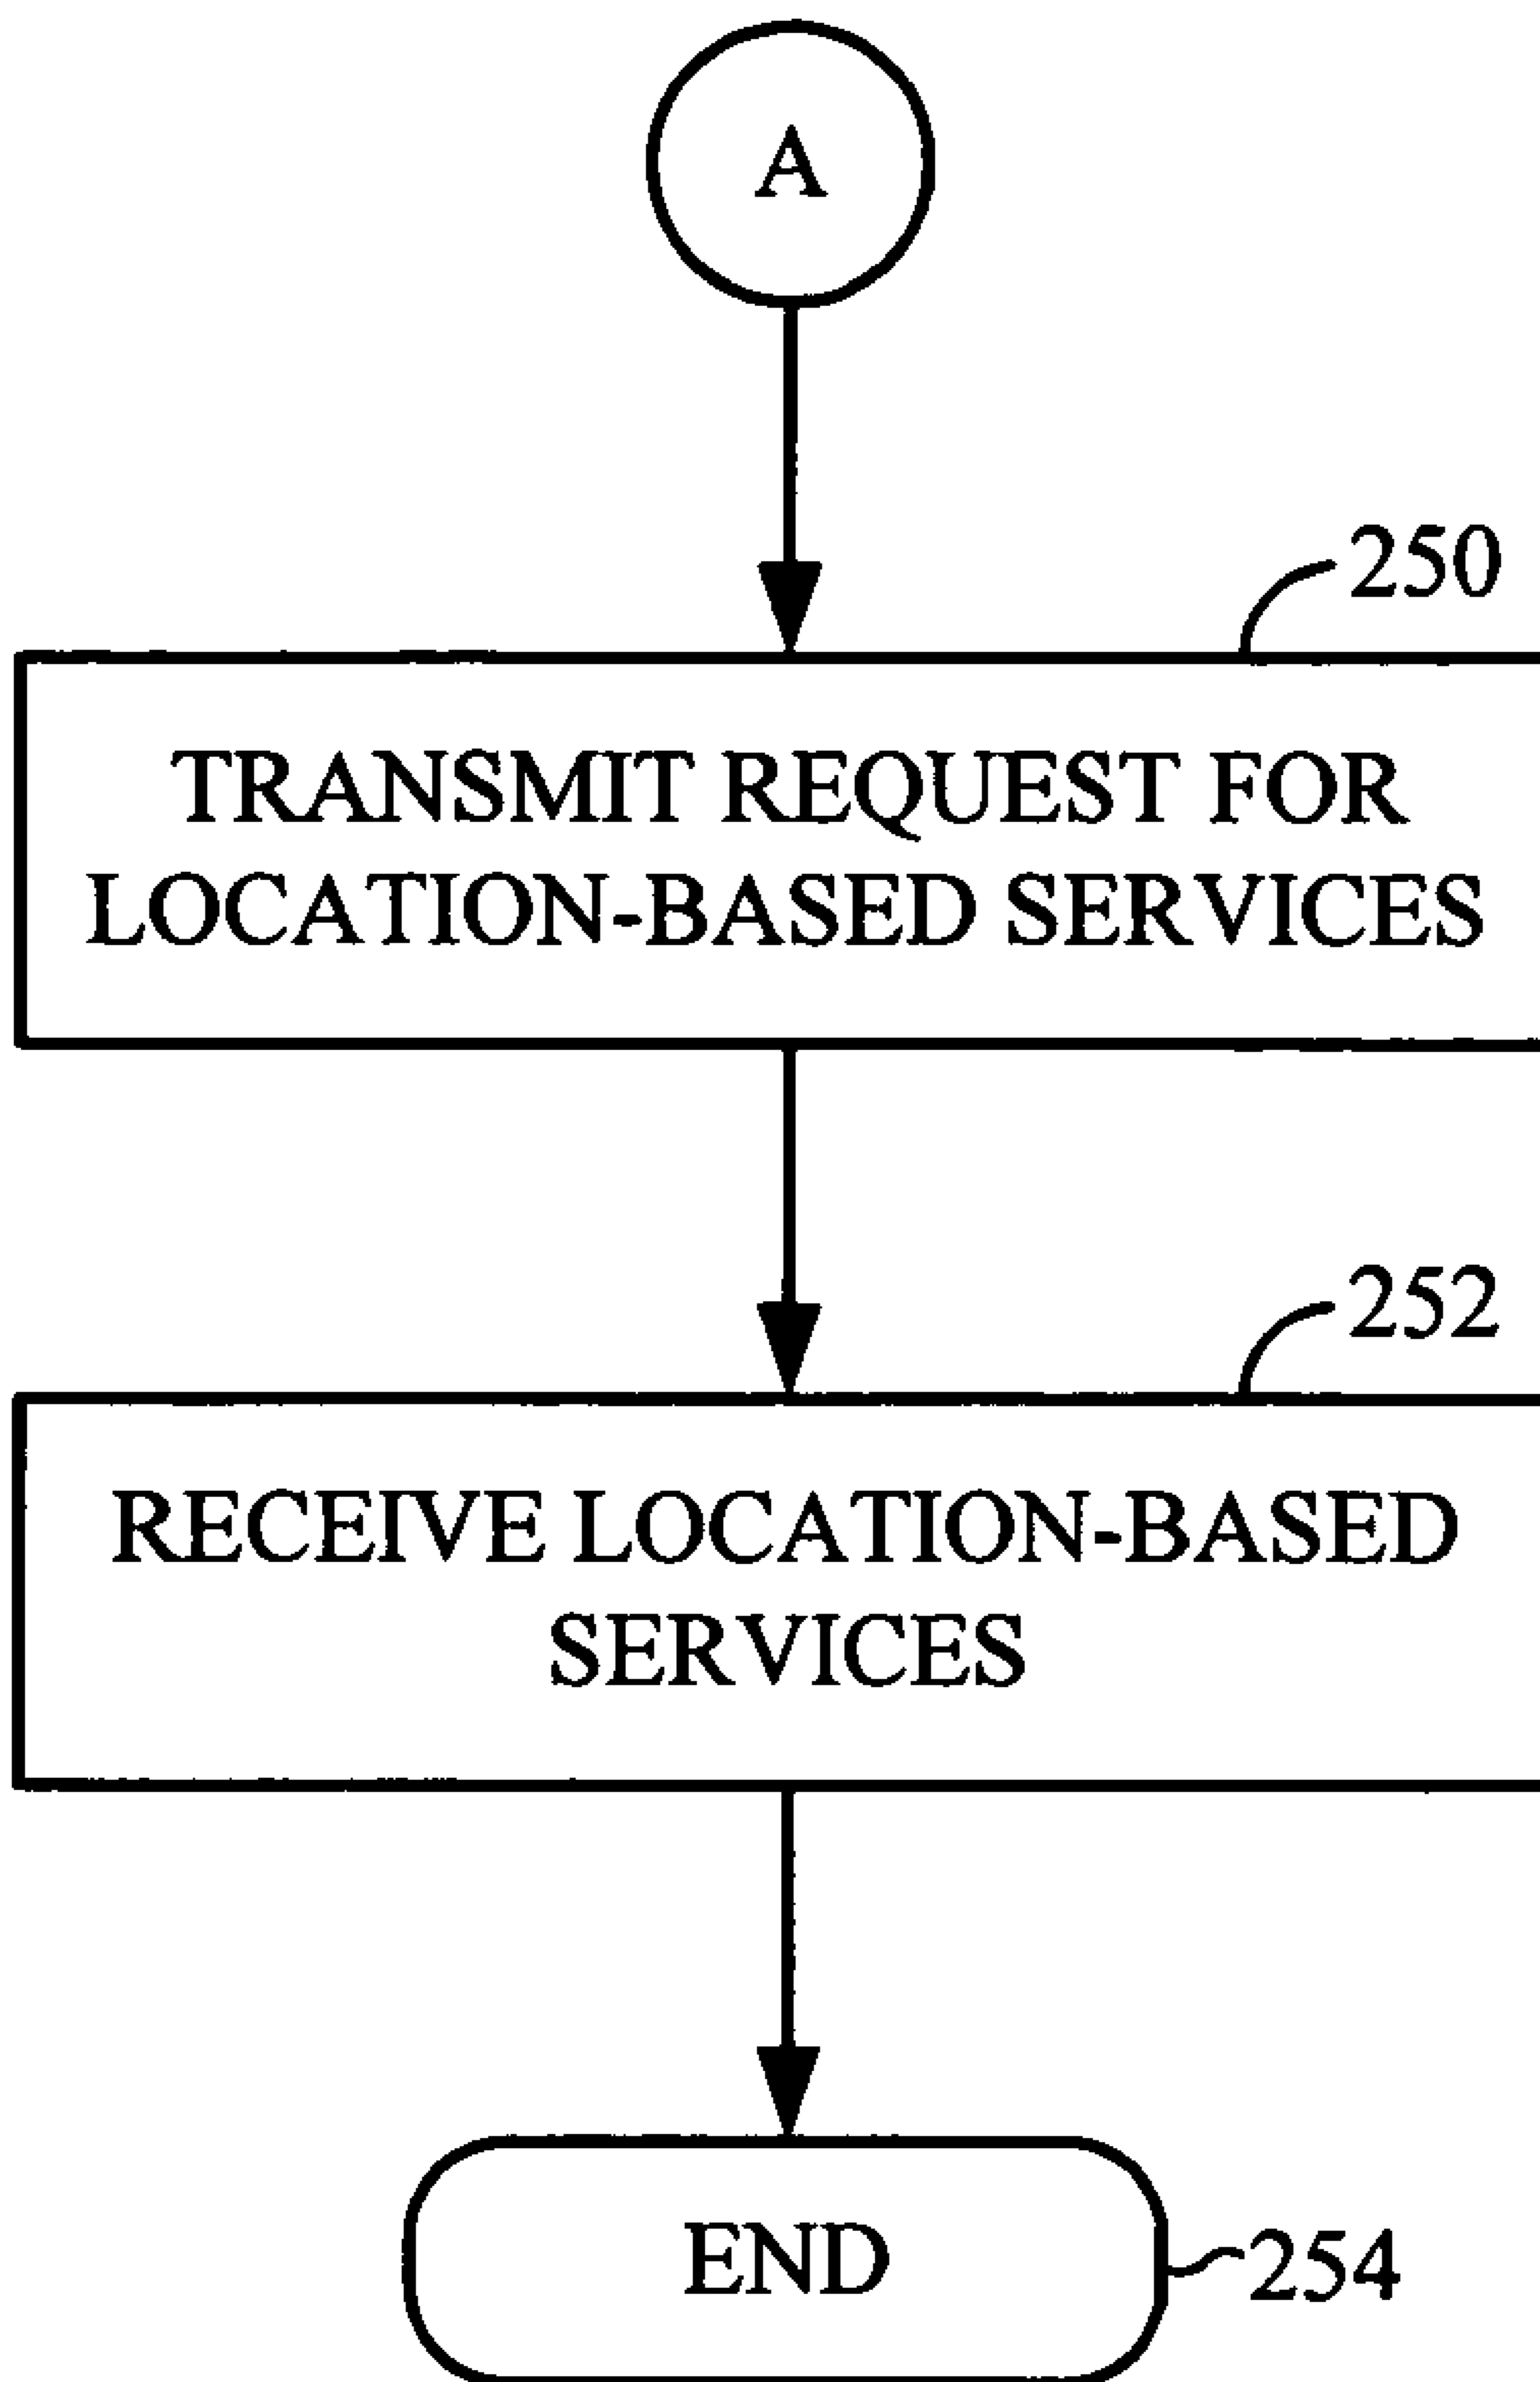 A
250
TRANSMIT REQUEST FOR
LOCATION-BASED SERVICES
252
RECEIVE LOCATION-BASED
SERVICES
END
254